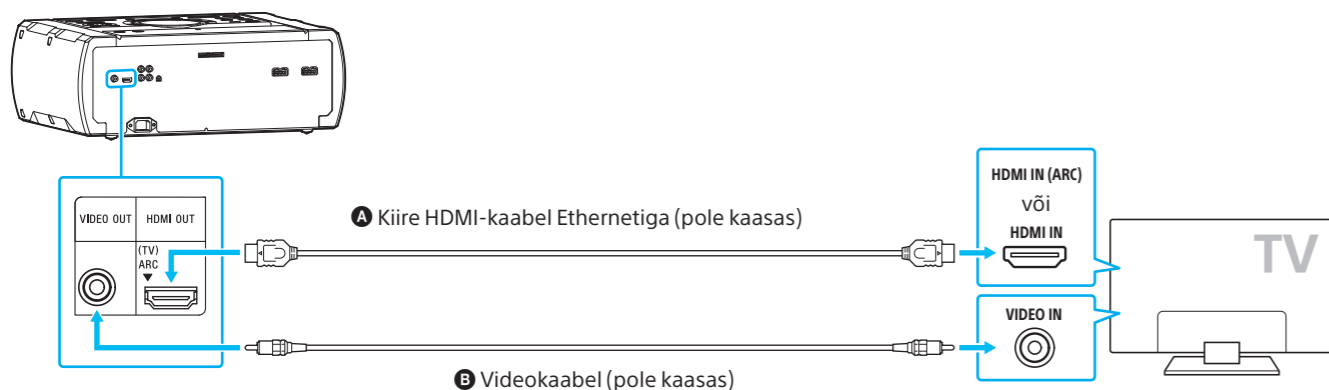 VIDEO OUT
HDMI OUT
(TV)
ARC
A Kiire HDMI-kaabel Ethernetiga (pole kaasas)
HDMI IN (ARC)
või
HDMI IN
TV
VIDEO IN
B Videokaabel (pole kaasas)